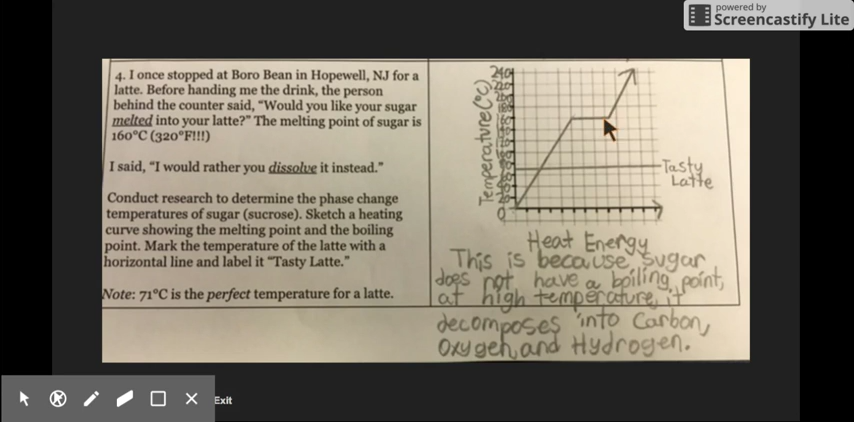 powered by
Screencastify Lite
4. I once stopped at Boro Bean in Hopewell, NJ for a
latte. Before handing me the drink, the person
behind the counter said, "Would you like your sugar
melted into your latte?" The melting point of sugar is
160°C (320°F!!!)
I said, "I would rather you dissolve it instead."
Conduct research to determine the phase change
temperatures of sugar (sucrose). Sketch a heating
curve showing the melting point and the boiling
point. Mark the temperature of the latte with a
horizontal line and label it "Tasty Latte."
Note: 71°C is the perfect temperature for a latte.
Temperature (°C)
240
220
20
0
Tasty
Latte
Heat Energy
This is because sugar
does not have a boiling point,
at high temperature, it
decomposes into Carbon,
Oxygen, and Hydrogen.
Exit